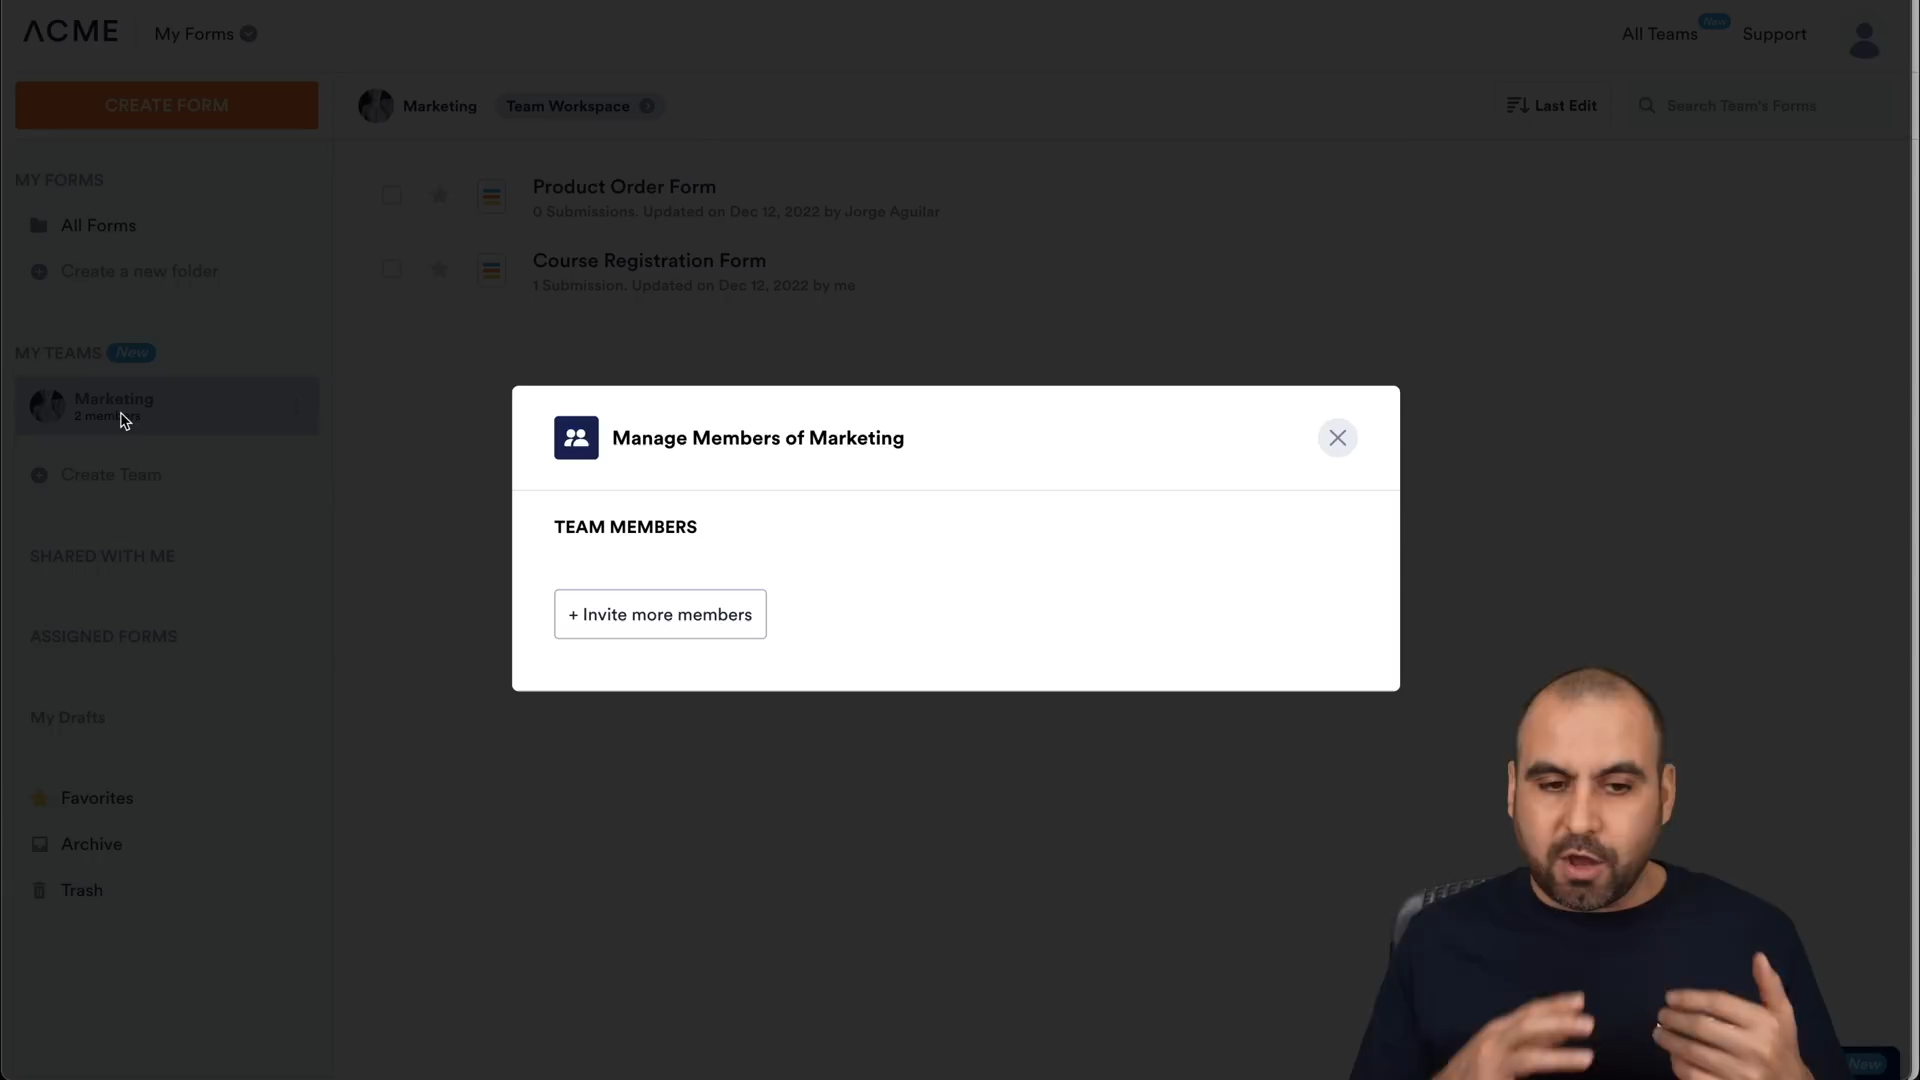 ACME
My Forms
All Teams
New
Support
CREATE FORM
Marketing
Team Workspace
Last Edit
Search Team's Forms
MY FORMS
All Forms
Create a new folder
MY TEAMS
New
Marketing
2 members
Create Team
SHARED WITH ME
ASSIGNED FORMS
My Drafts
Favorites
Archive
Trash
Product Order Form
0 Submissions. Updated on Dec 12, 2022 by Jorge Aguilar
Course Registration Form
1 Submission. Updated on Dec 12, 2022 by me
Manage Members of Marketing
TEAM MEMBERS
+ Invite more members
New